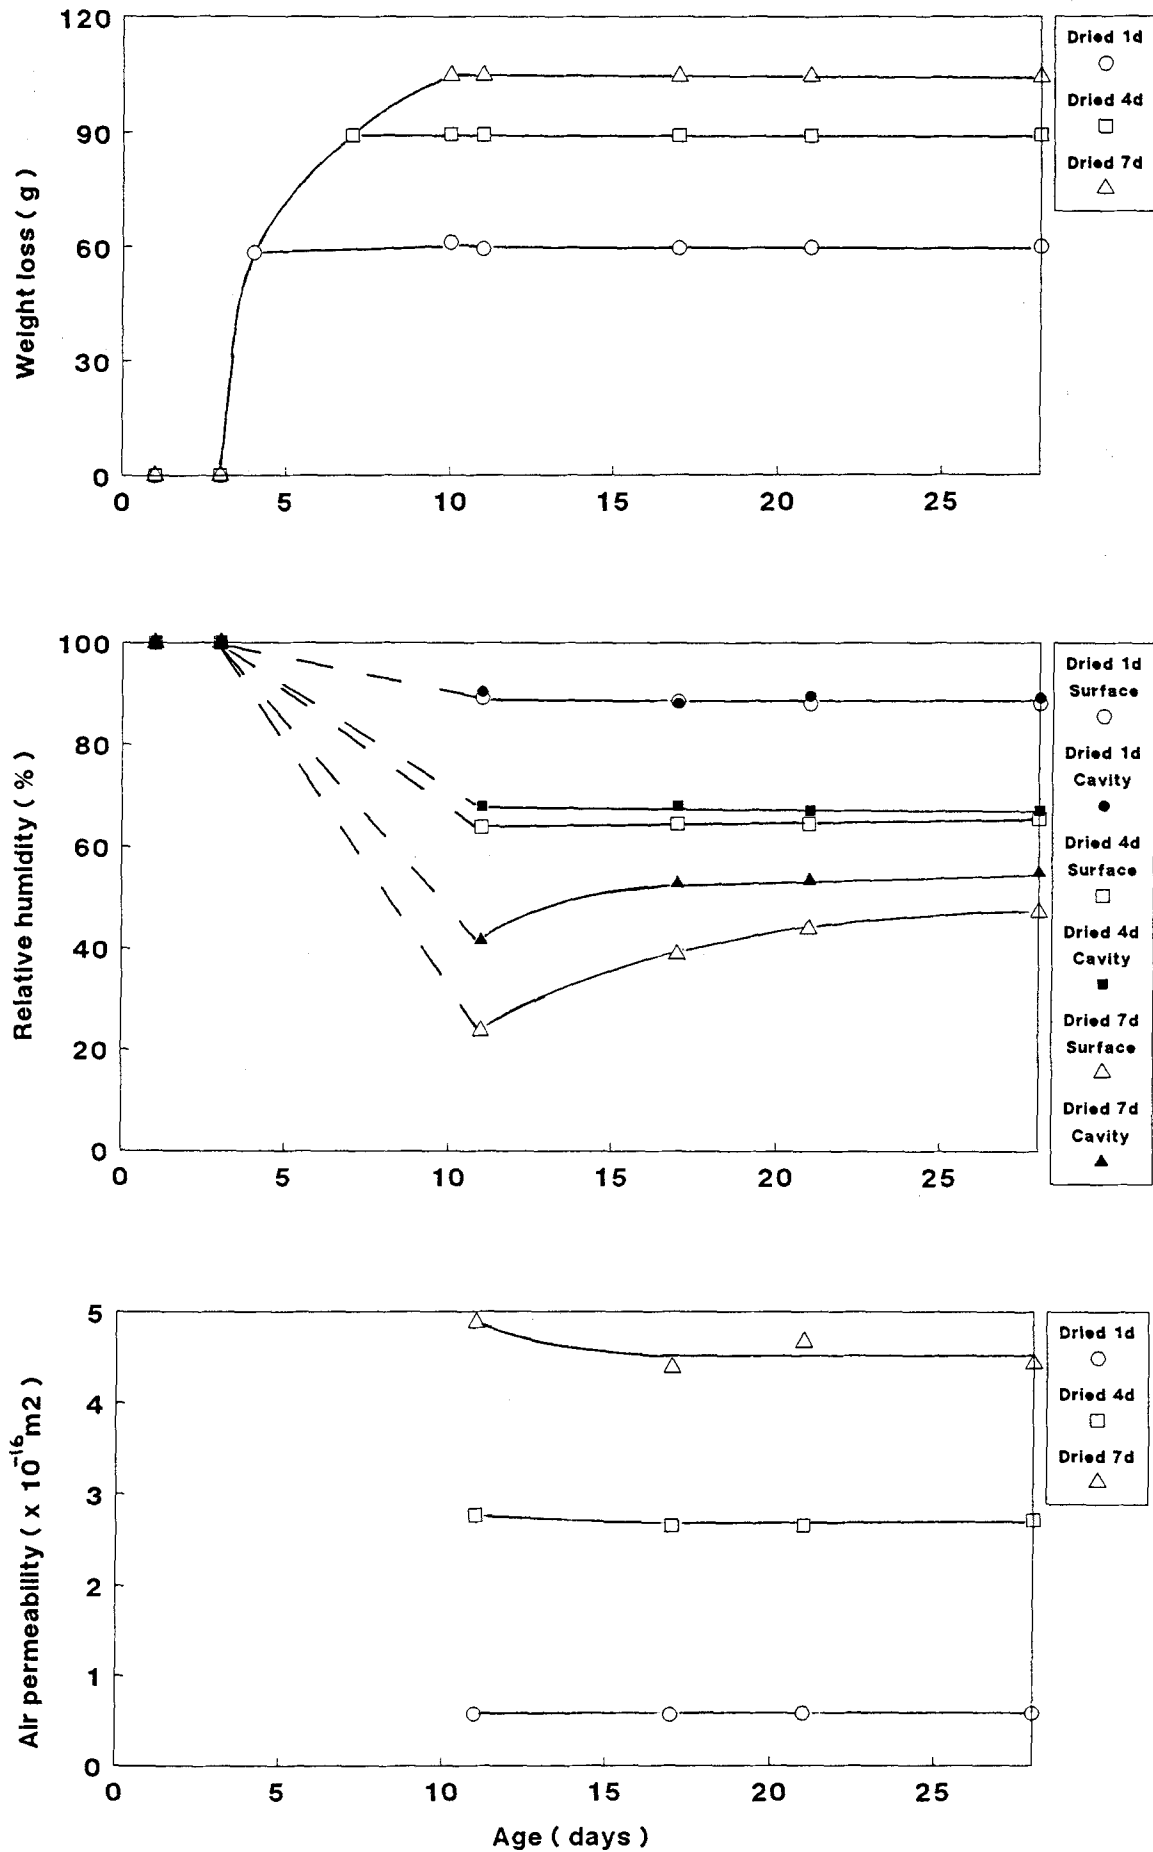 120
90
60
30
0
Weight loss ( g )
0 5 10 15 20 25
Dried 1d
Dried 4d
Dried 7d
100
80
60
40
20
0
Relative humidity ( % )
0 5 10 15 20 25
Dried 1d
Surface
Dried 1d
Cavity
Dried 4d
Surface
Dried 4d
Cavity
Dried 7d
Surface
Dried 7d
Cavity
5
4
3
2
1
0
Air permeability ( x 10⁻¹⁶ m2 )
0 5 10 15 20 25
Age ( days )
Dried 1d
Dried 4d
Dried 7d